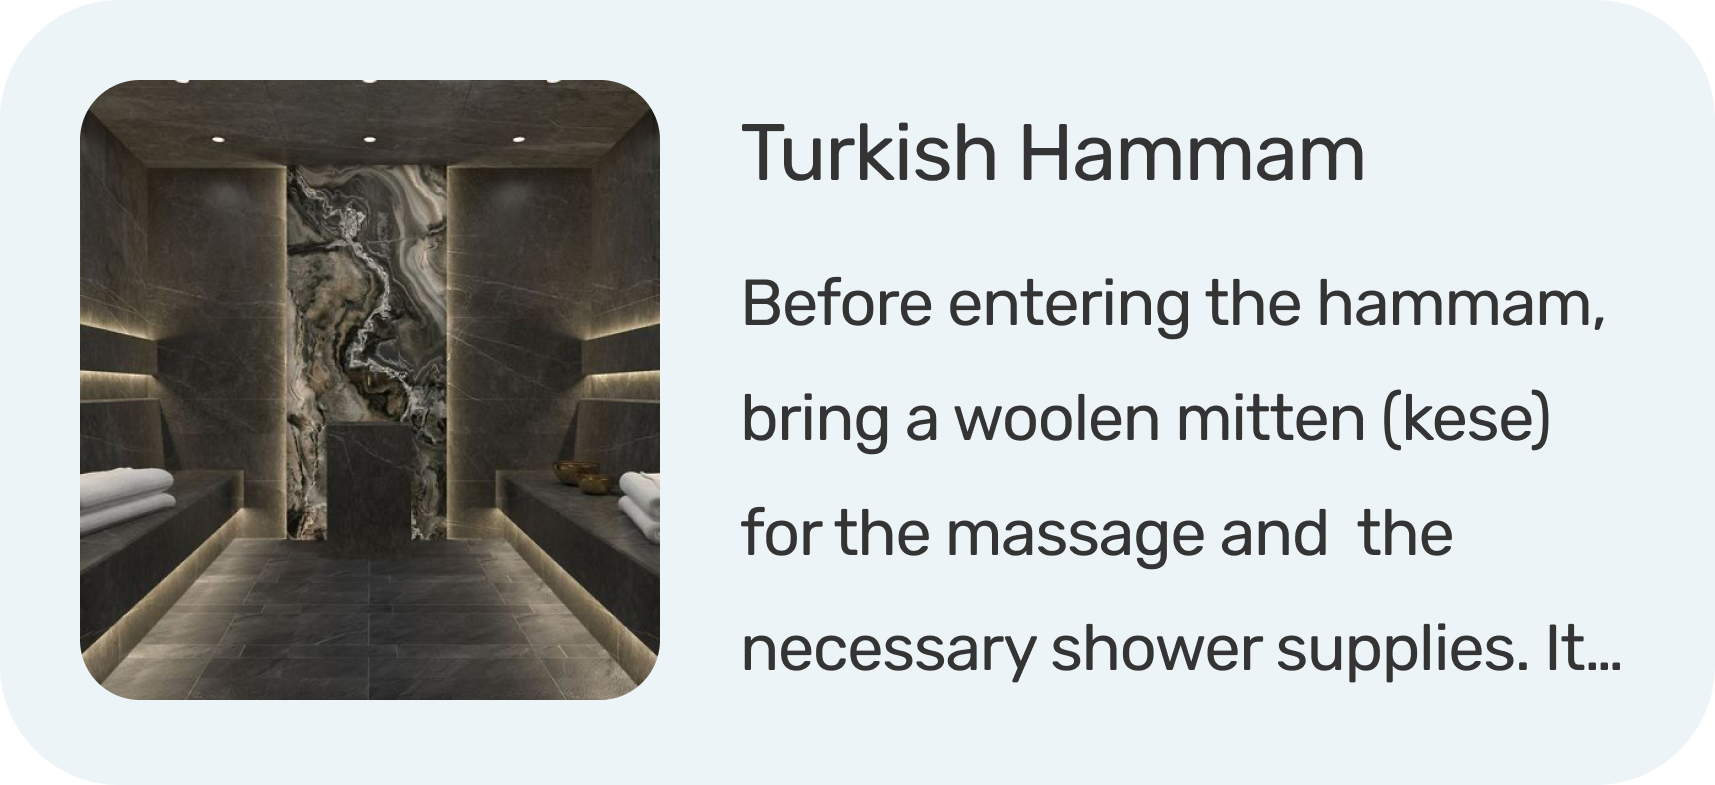 Turkish Hammam
Before entering the hammam,
bring a woolen mitten (kese)
for the massage and  the
necessary shower supplies. It...